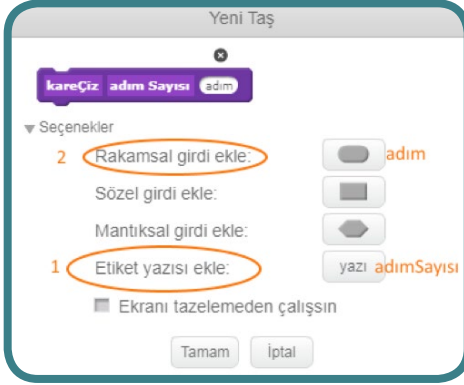 Yeni Taş
kareÇiz adım Sayısı adım
Seçenekler
2 Rakamsal girdi ekle: adım
Sözel girdi ekle:
Mantıksal girdi ekle:
1 Etiket yazısı ekle: yazı adımSayısı
Ekranı tazelemeden çalışsın
Tamam İptal